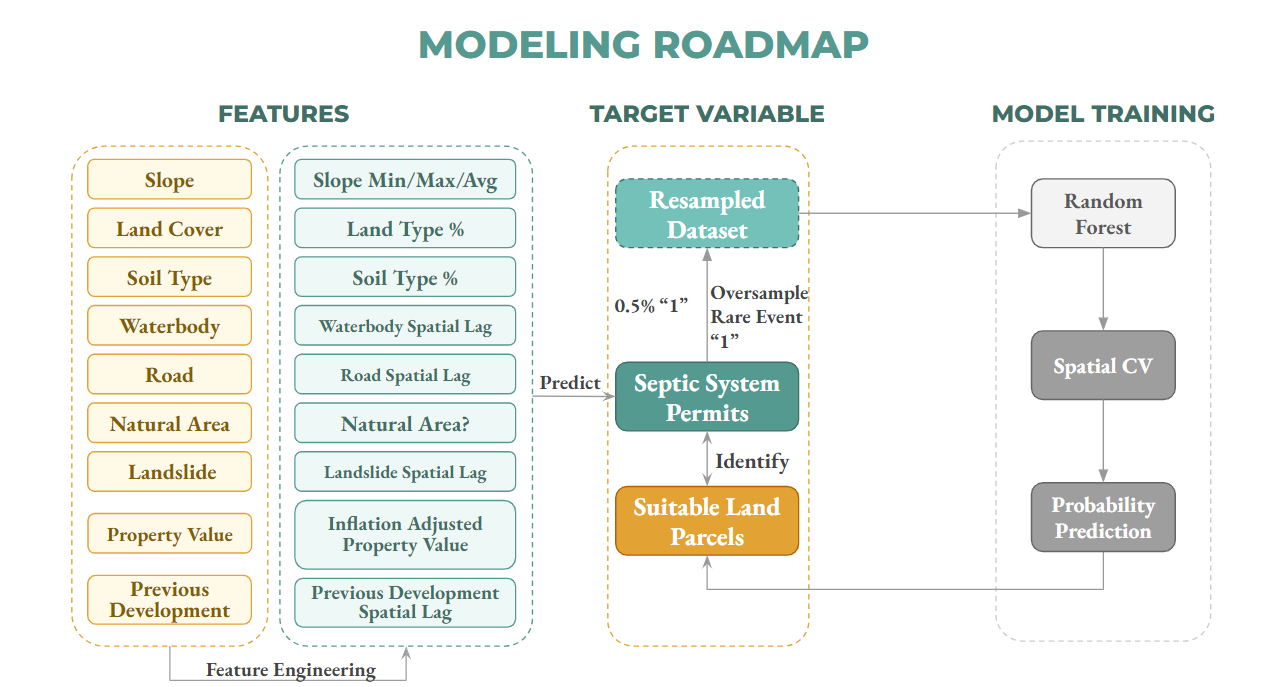 MODELING ROADMAP
FEATURES
Slope
Land Cover
Soil Type
Waterbody
Road
Natural Area
Landslide
Property Value
Previous
Development
Slope Min/Max/Avg
Land Type %
Soil Type %
Waterbody Spatial Lag
Road Spatial Lag
Natural Area?
Landslide Spatial Lag
Inflation Adjusted
Property Value
Previous Development
Spatial Lag
Feature Engineering
Predict
TARGET VARIABLE
Resampled
Dataset
0.5% “1”
Oversample
Rare Event
“1”
Septic System
Permits
Identify
Suitable Land
Parcels
MODEL TRAINING
Random
Forest
Spatial CV
Probability
Prediction